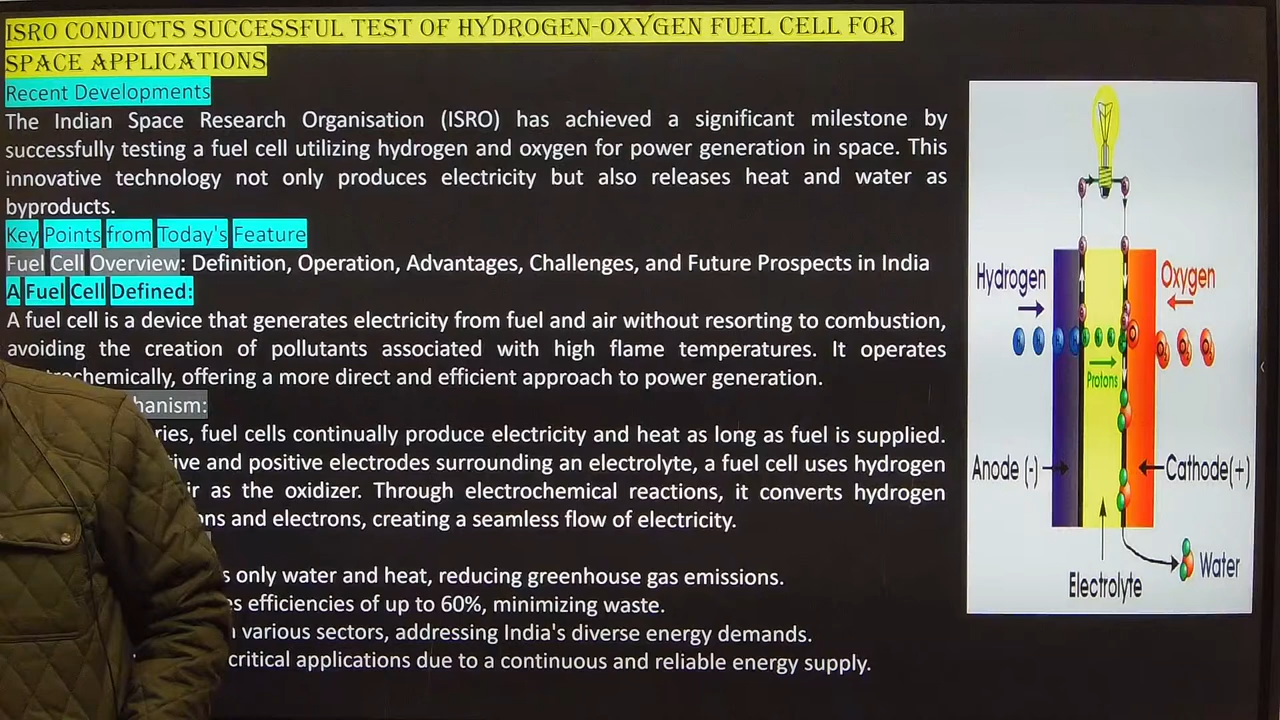 ISRO CONDUCTS SUCCESSFUL TEST OF HYDROGEN-OXYGEN FUEL CELL FOR
SPACE APPLICATIONS
Recent Developments
The Indian Space Research Organisation (ISRO) has achieved a significant milestone by
successfully testing a fuel cell utilizing hydrogen and oxygen for power generation in space. This
innovative technology not only produces electricity but also releases heat and water as
byproducts.
Key Points from Today's Feature
Fuel Cell Overview: Definition, Operation, Advantages, Challenges, and Future Prospects in India
A Fuel Cell Defined:
A fuel cell is a device that generates electricity from fuel and air without resorting to combustion,
avoiding the creation of pollutants associated with high flame temperatures. It operates
trochemically, offering a more direct and efficient approach to power generation.
hanism:
ries, fuel cells continually produce electricity and heat as long as fuel is supplied.
tive and positive electrodes surrounding an electrolyte, a fuel cell uses hydrogen
ir as the oxidizer. Through electrochemical reactions, it converts hydrogen
ons and electrons, creating a seamless flow of electricity.
s only water and heat, reducing greenhouse gas emissions.
es efficiencies of up to 60%, minimizing waste.
various sectors, addressing India's diverse energy demands.
critical applications due to a continuous and reliable energy supply.
Hydrogen
Oxygen
Protons
Anode (-)
Cathode(+)
Electrolyte
Water